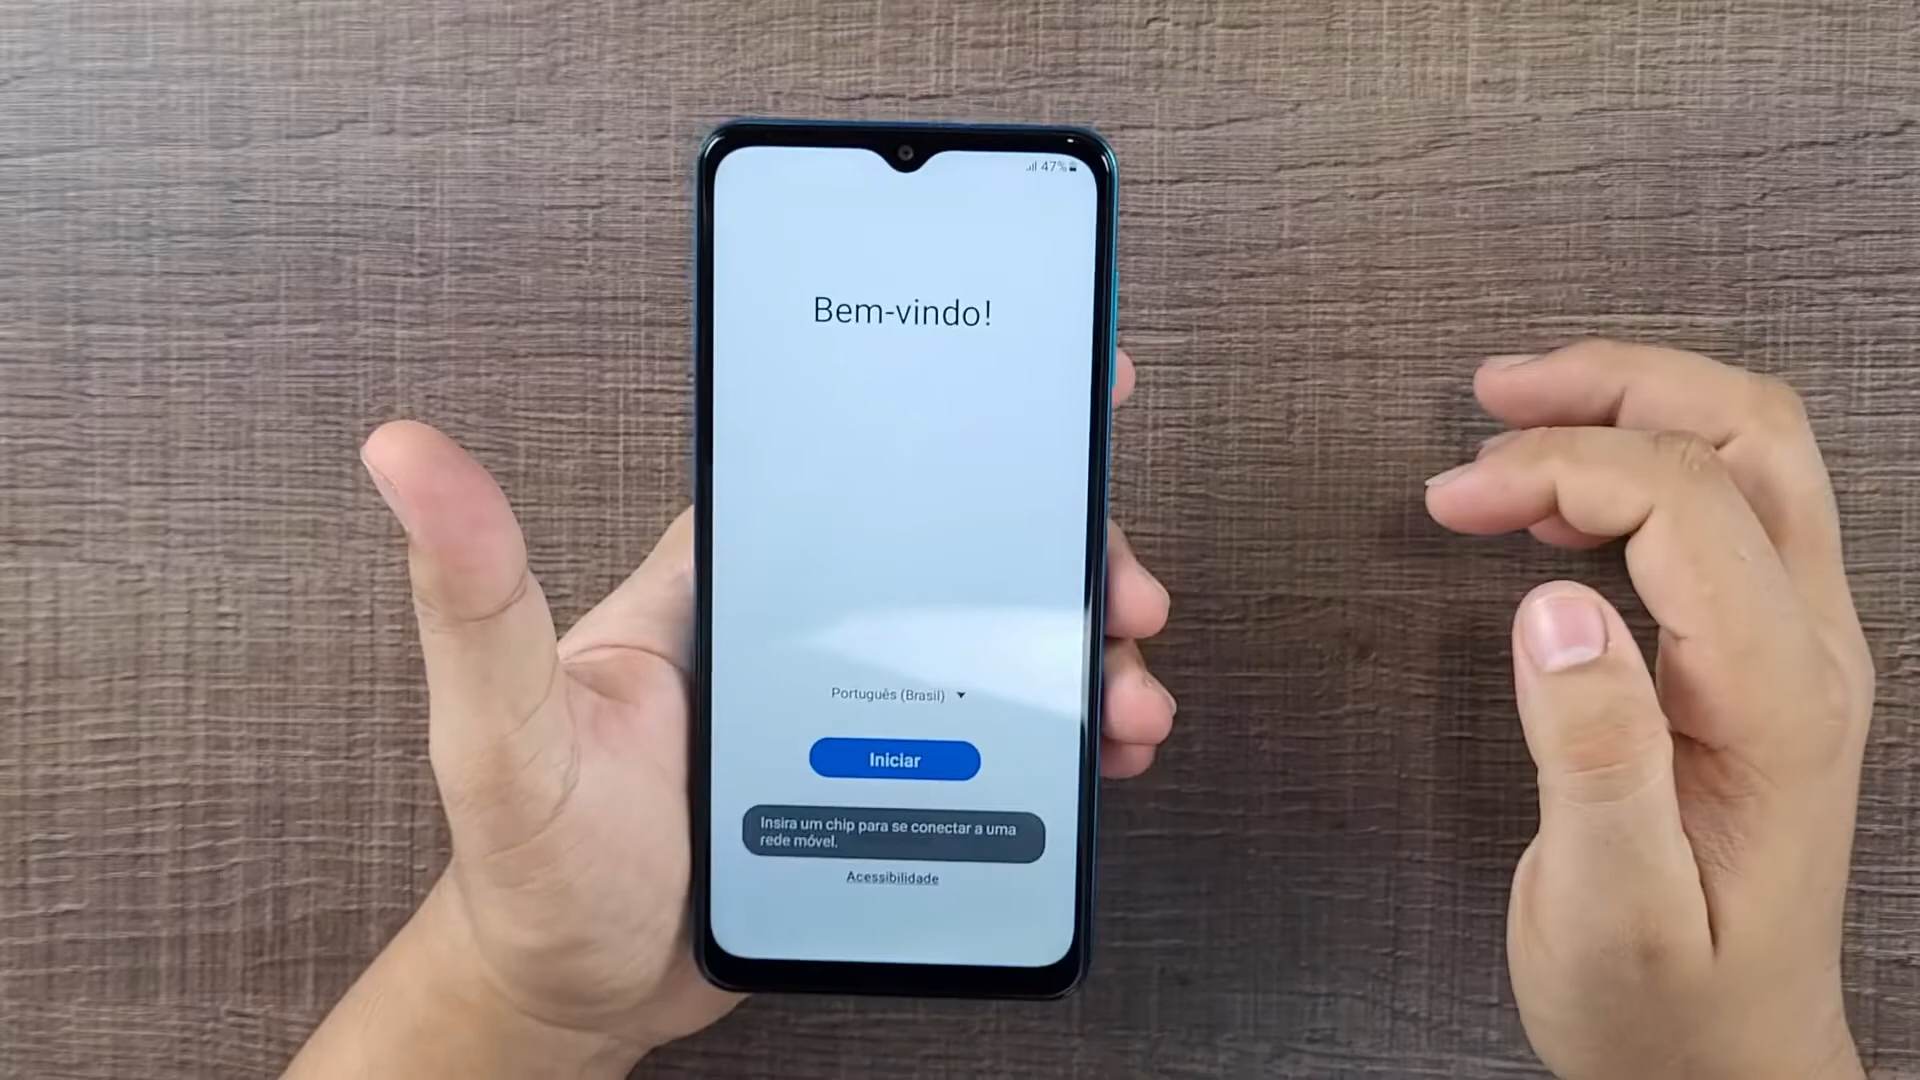 47%
Bem-vindo!
Português (Brasil)
Iniciar
Insira um chip para se conectar a uma
rede móvel.
Acessibilidade